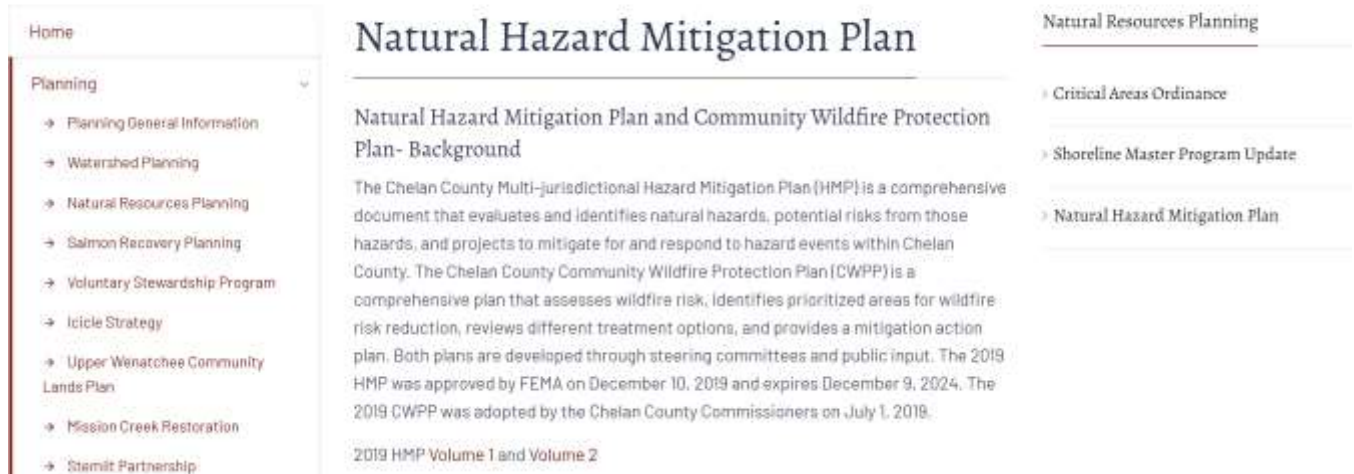 Home
Planning
→ Planning General Information
→ Watershed Planning
→ Natural Resources Planning
→ Salmon Recovery Planning
→ Voluntary Stewardship Program
→ Icicle Strategy
→ Upper Wenatchee Community
Lands Plan
→ Mission Creek Restoration
→ Stemilt Partnership
Natural Hazard Mitigation Plan
Natural Hazard Mitigation Plan and Community Wildfire Protection
Plan- Background
The Chelan County Multi-jurisdictional Hazard Mitigation Plan (HMP) is a comprehensive
document that evaluates and identifies natural hazards, potential risks from those
hazards, and projects to mitigate for and respond to hazard events within Chelan
County. The Chelan County Community Wildfire Protection Plan (CWPP) is a
comprehensive plan that assesses wildfire risk, identifies prioritized areas for wildfire
risk reduction, reviews different treatment options, and provides a mitigation action
plan. Both plans are developed through steering committees and public input. The 2019
HMP was approved by FEMA on December 10, 2019 and expires December 9, 2024. The
2019 CWPP was adopted by the Chelan County Commissioners on July 1, 2019.
2019 HMP Volume 1 and Volume 2
Natural Resources Planning
› Critical Areas Ordinance
› Shoreline Master Program Update
› Natural Hazard Mitigation Plan